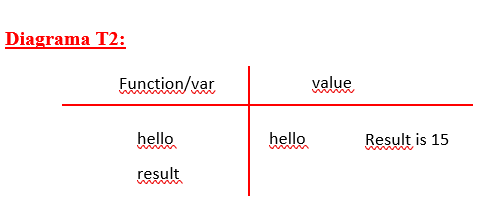 Diagrama T2:
Function/var value
hello hello Result is 15
result